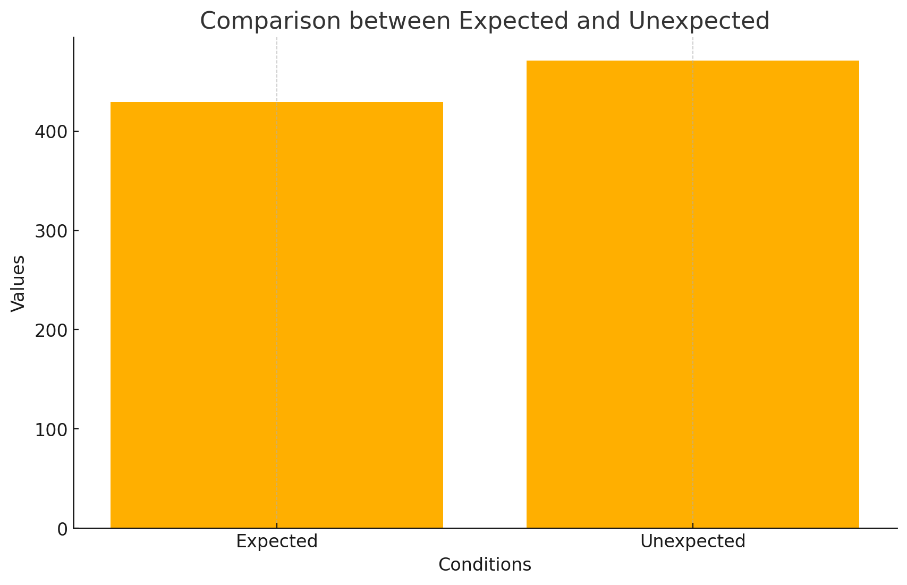 Comparison between Expected and Unexpected
Values
400
300
200
100
0
Expected
Unexpected
Conditions